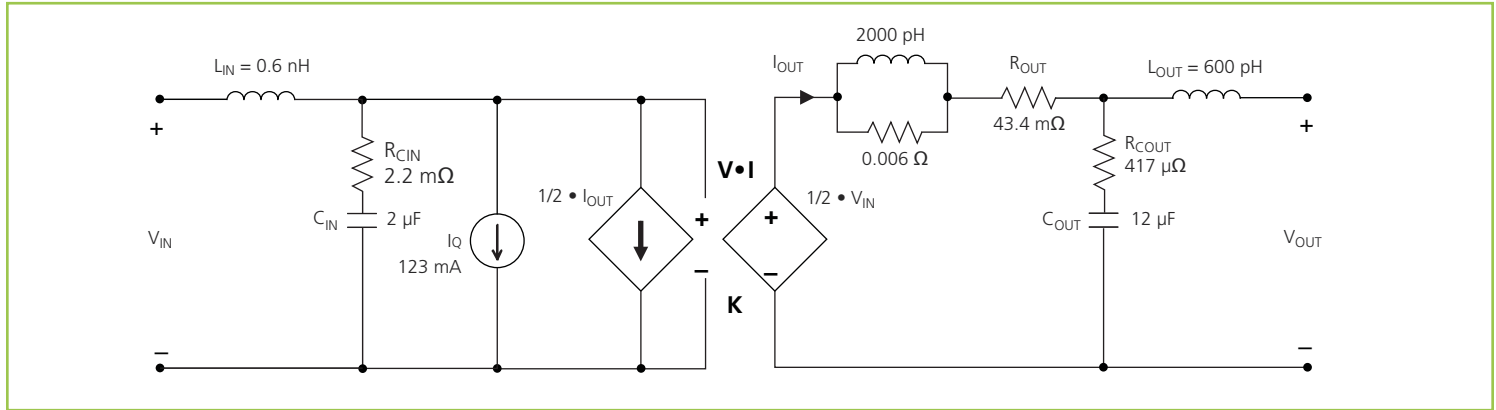 L_IN = 0.6 nH
+
R_CIN
2.2 mΩ
C_IN
2 µF
V_IN
I_Q
123 mA
–
1/2 • I_OUT
V•I
+
–
K
+
–
1/2 • V_IN
I_OUT
2000 pH
0.006 Ω
R_OUT
43.4 mΩ
L_OUT = 600 pH
+
R_COUT
417 µΩ
C_OUT
12 µF
V_OUT
–